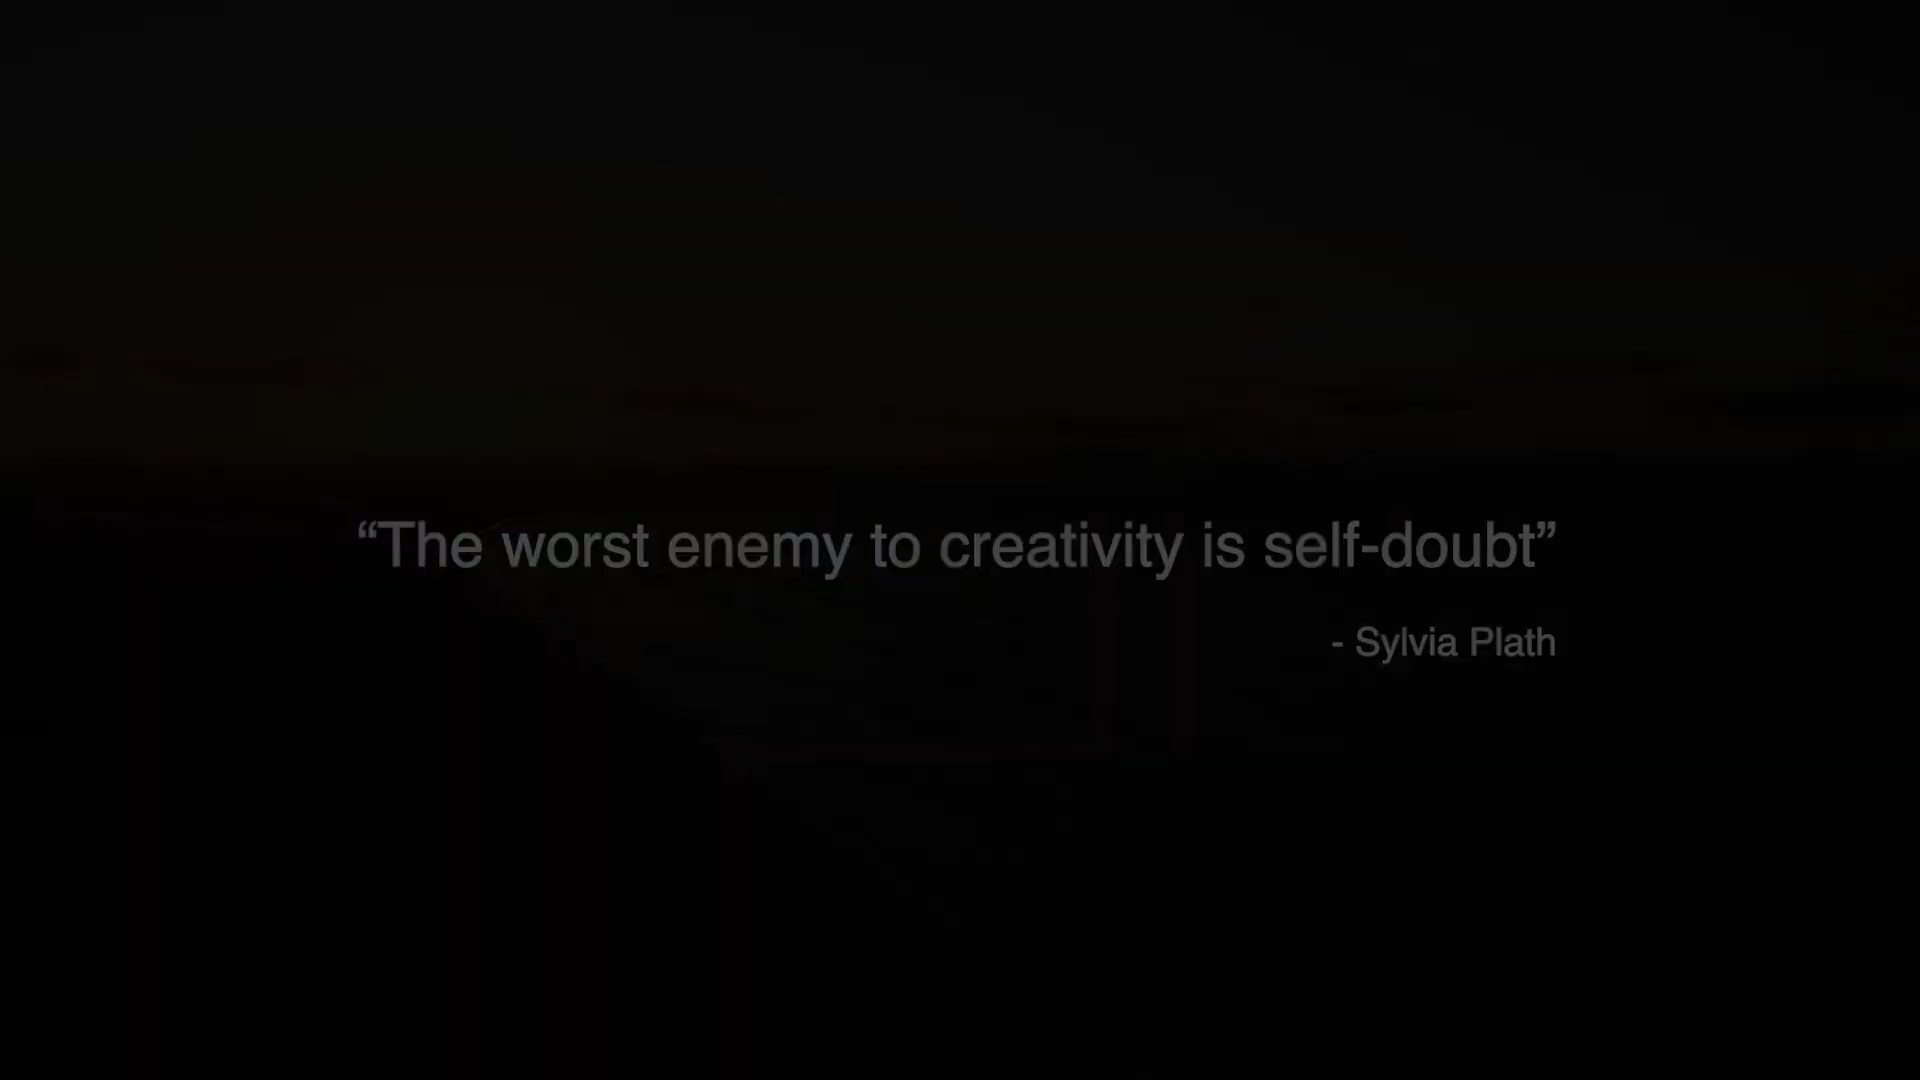 “The worst enemy to creativity is self-doubt”
- Sylvia Plath